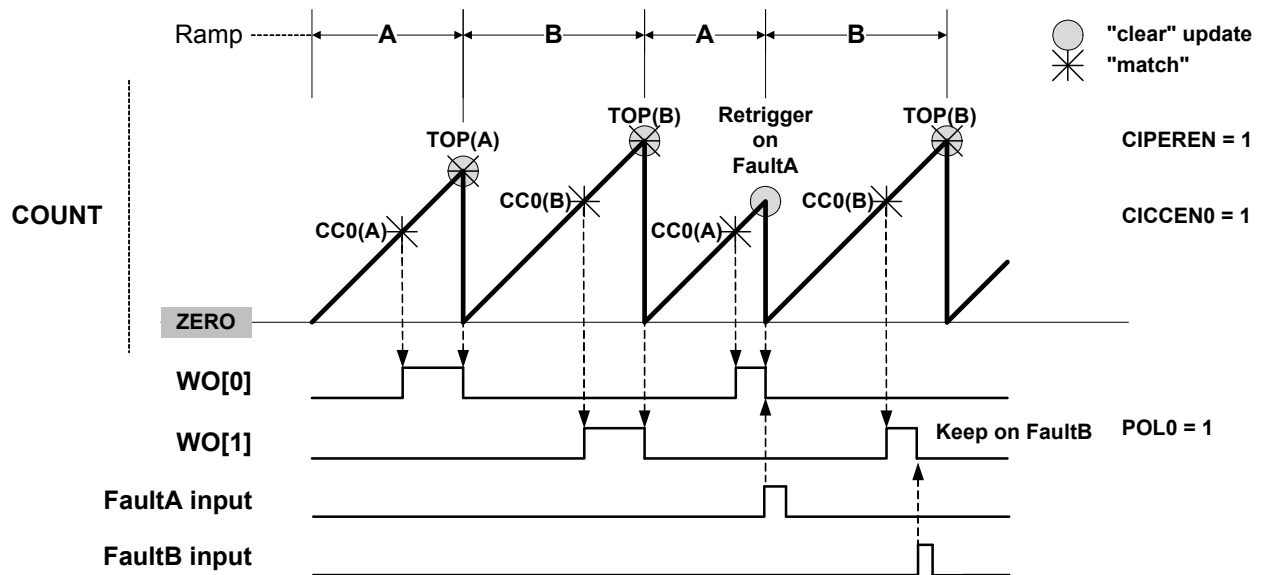 Ramp A B A B
"clear" update
"match"
TOP(A)
TOP(B)
Retrigger
on
FaultA
TOP(B)
CIPEREN = 1
COUNT
CC0(A)
CC0(B)
CC0(A)
CC0(B)
CICCEN0 = 1
ZERO
WO[0]
WO[1]
Keep on FaultB
POL0 = 1
FaultA input
FaultB input